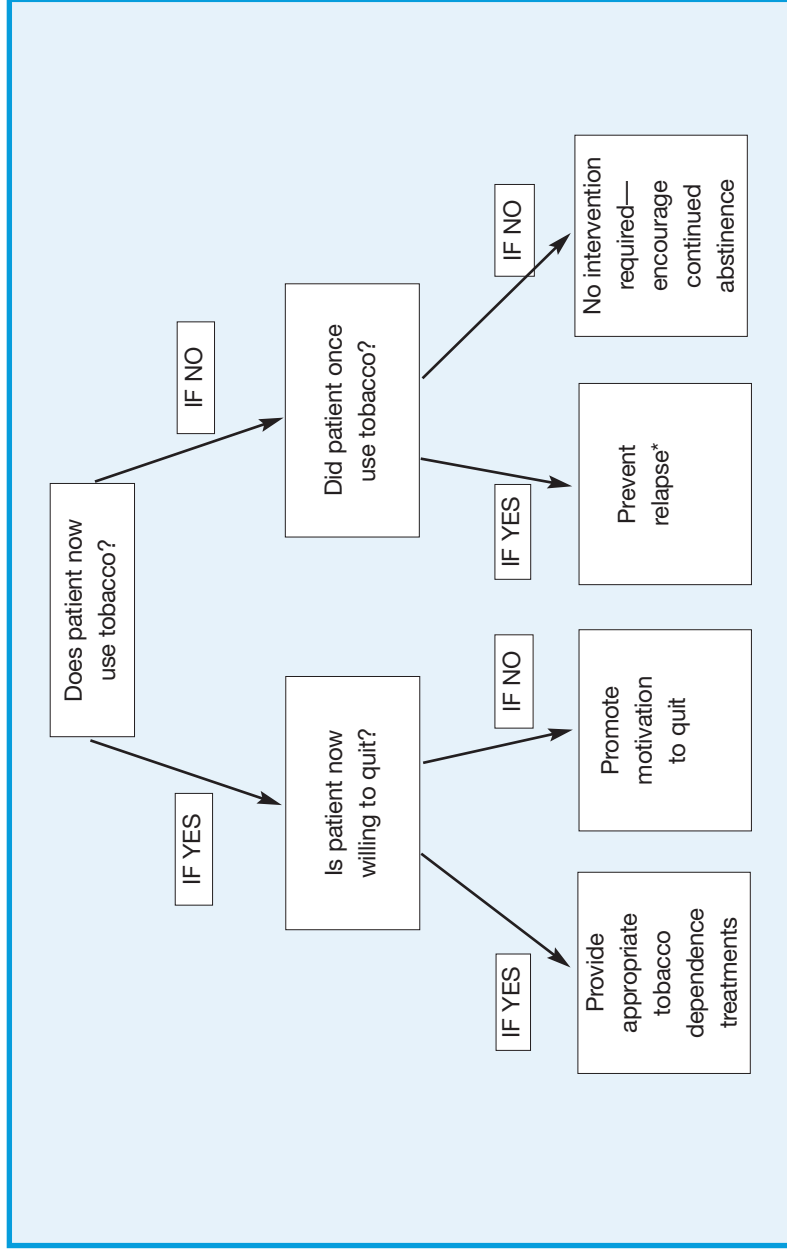 Does patient now
use tobacco?
IF YES
IF NO
Is patient now
willing to quit?
Did patient once
use tobacco?
IF YES
IF NO
IF YES
IF NO
Provide
appropriate
tobacco
dependence
treatments
Promote
motivation
to quit
Prevent
relapse*
No intervention
required—
encourage
continued
abstinence